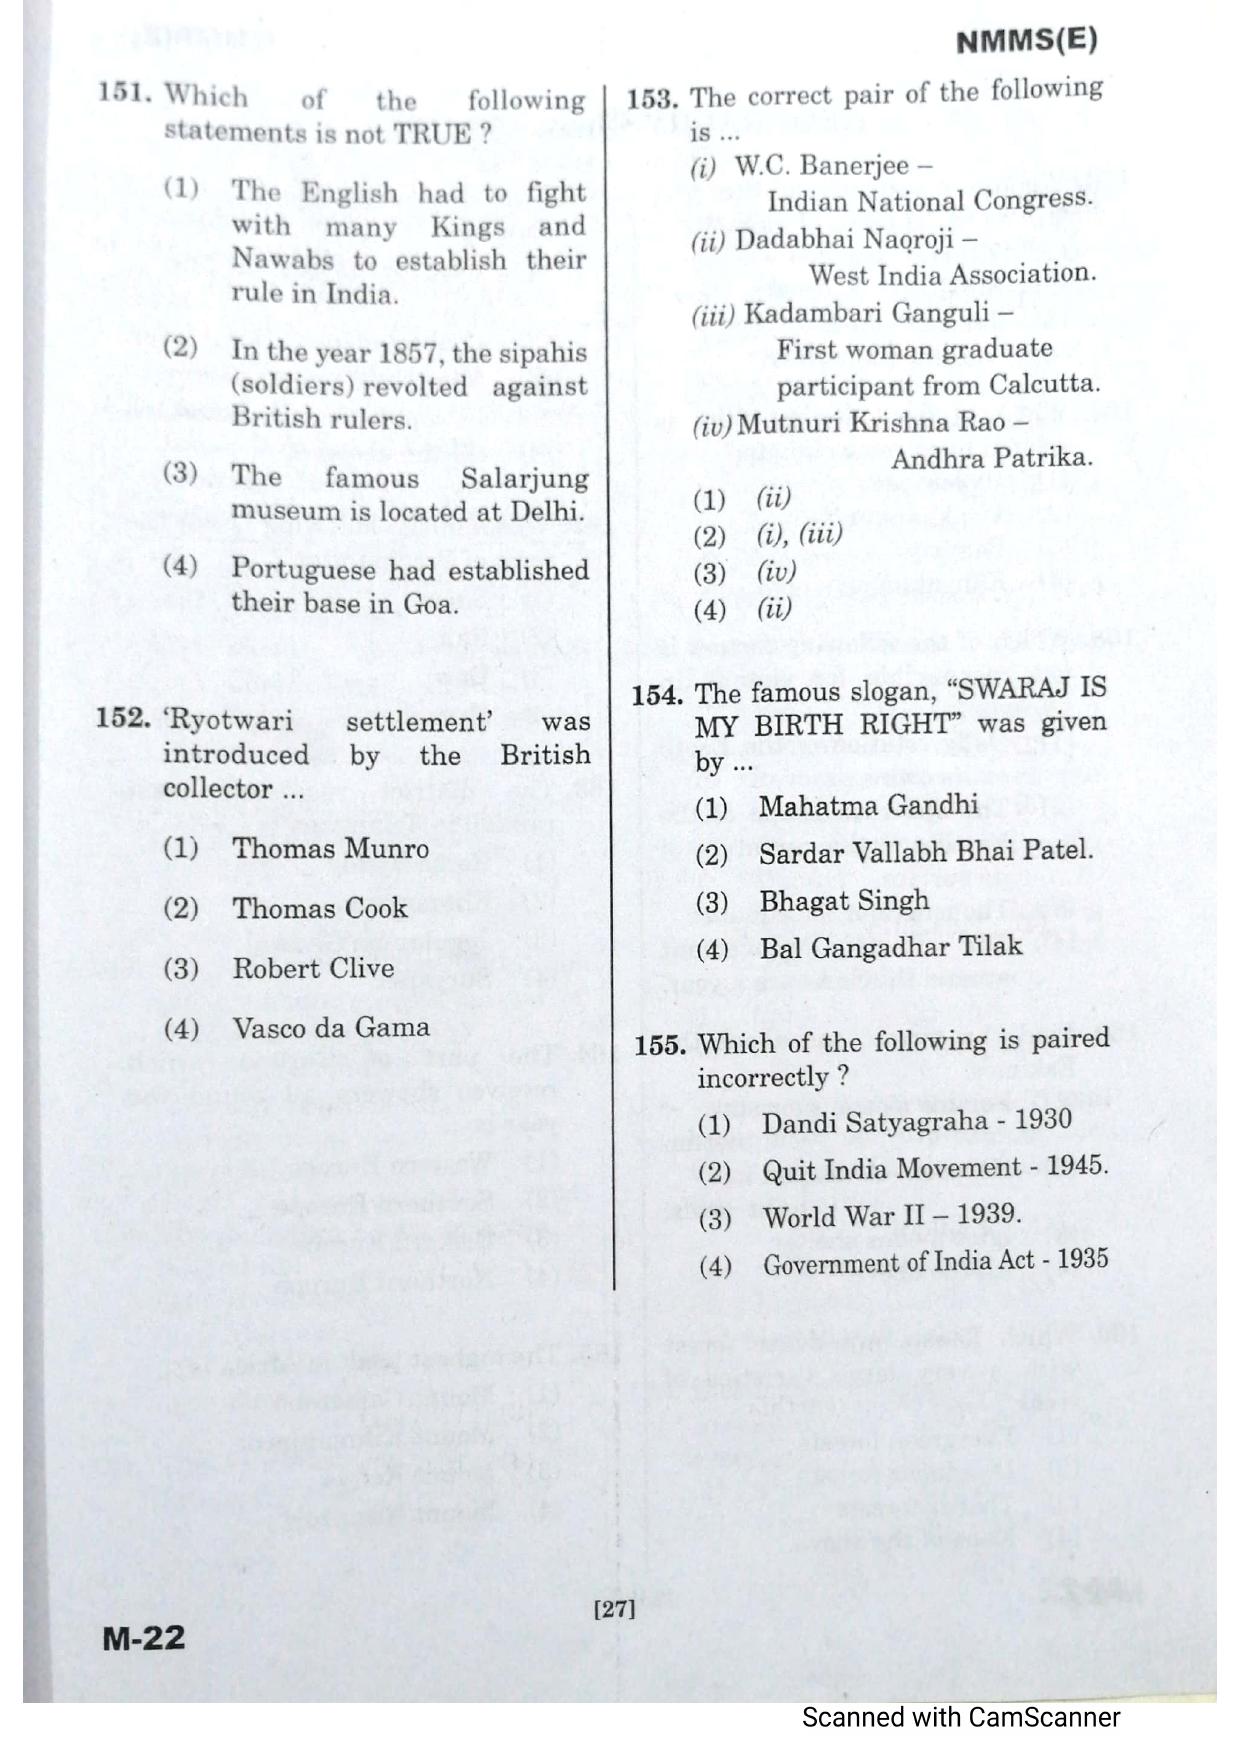 NMMS(E)
151. Which of the following
statements is not TRUE ?
(1) The English had to fight
with many Kings and
Nawabs to establish their
rule in India.
(2) In the year 1857, the sipahis
(soldiers) revolted against
British rulers.
(3) The famous Salarjung
museum is located at Delhi.
(4) Portuguese had established
their base in Goa.
152. ‘Ryotwari settlement’ was
introduced by the British
collector ...
(1) Thomas Munro
(2) Thomas Cook
(3) Robert Clive
(4) Vasco da Gama
153. The correct pair of the following
is ...
(i) W.C. Banerjee –
Indian National Congress.
(ii) Dadabhai Naoroji –
West India Association.
(iii) Kadambari Ganguli –
First woman graduate
participant from Calcutta.
(iv) Mutnuri Krishna Rao –
Andhra Patrika.
(1) (ii)
(2) (i), (iii)
(3) (iv)
(4) (ii)
154. The famous slogan, “SWARAJ IS
MY BIRTH RIGHT” was given
by ...
(1) Mahatma Gandhi
(2) Sardar Vallabh Bhai Patel.
(3) Bhagat Singh
(4) Bal Gangadhar Tilak
155. Which of the following is paired
incorrectly ?
(1) Dandi Satyagraha - 1930
(2) Quit India Movement - 1945.
(3) World War II – 1939.
(4) Government of India Act - 1935
[27]
M-22
Scanned with CamScanner